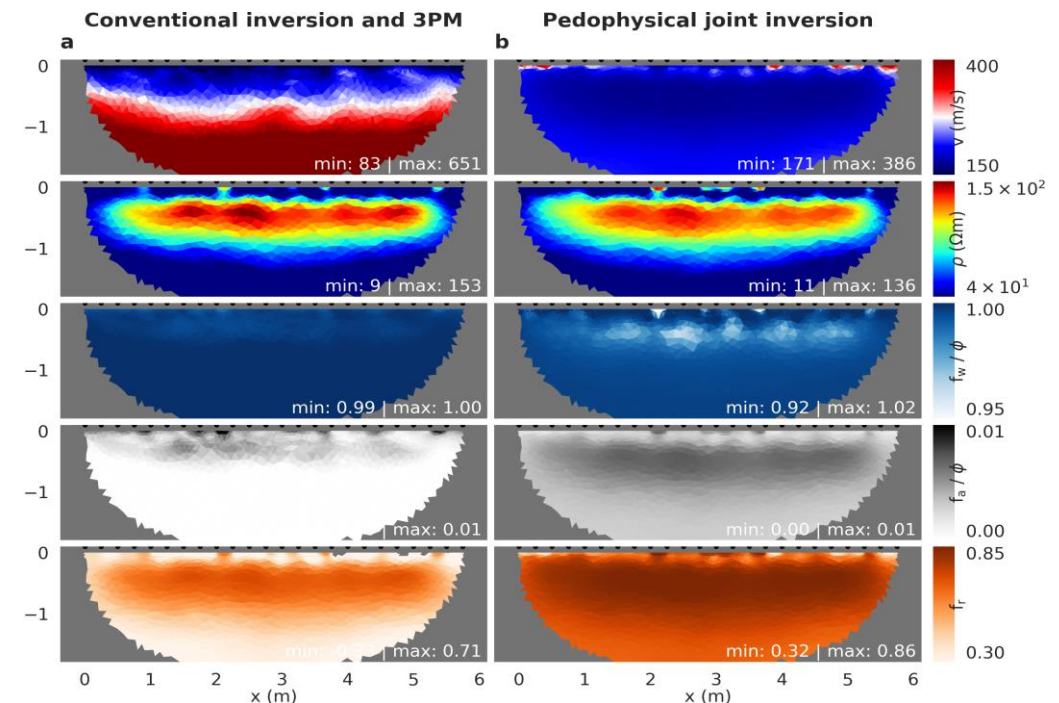 Conventional inversion and 3PM
Pedophysical joint inversion
a
b
0
−1
min: 83 | max: 651
min: 171 | max: 386
400
v (m/s)
150
0
−1
min: 9 | max: 153
min: 11 | max: 136
1.5 × 10²
ρ (Ωm)
4 × 10¹
0
−1
min: 0.99 | max: 1.00
min: 0.92 | max: 1.02
1.00
f_w / ϕ
0.95
0
−1
max: 0.01
min: 0.00 | max: 0.01
0.01
f_a / ϕ
0.00
0
−1
| max: 0.71
min: 0.32 | max: 0.86
0.85
f_r
0.30
0 1 2 3 4 5 6
0 1 2 3 4 5 6
x (m)
x (m)